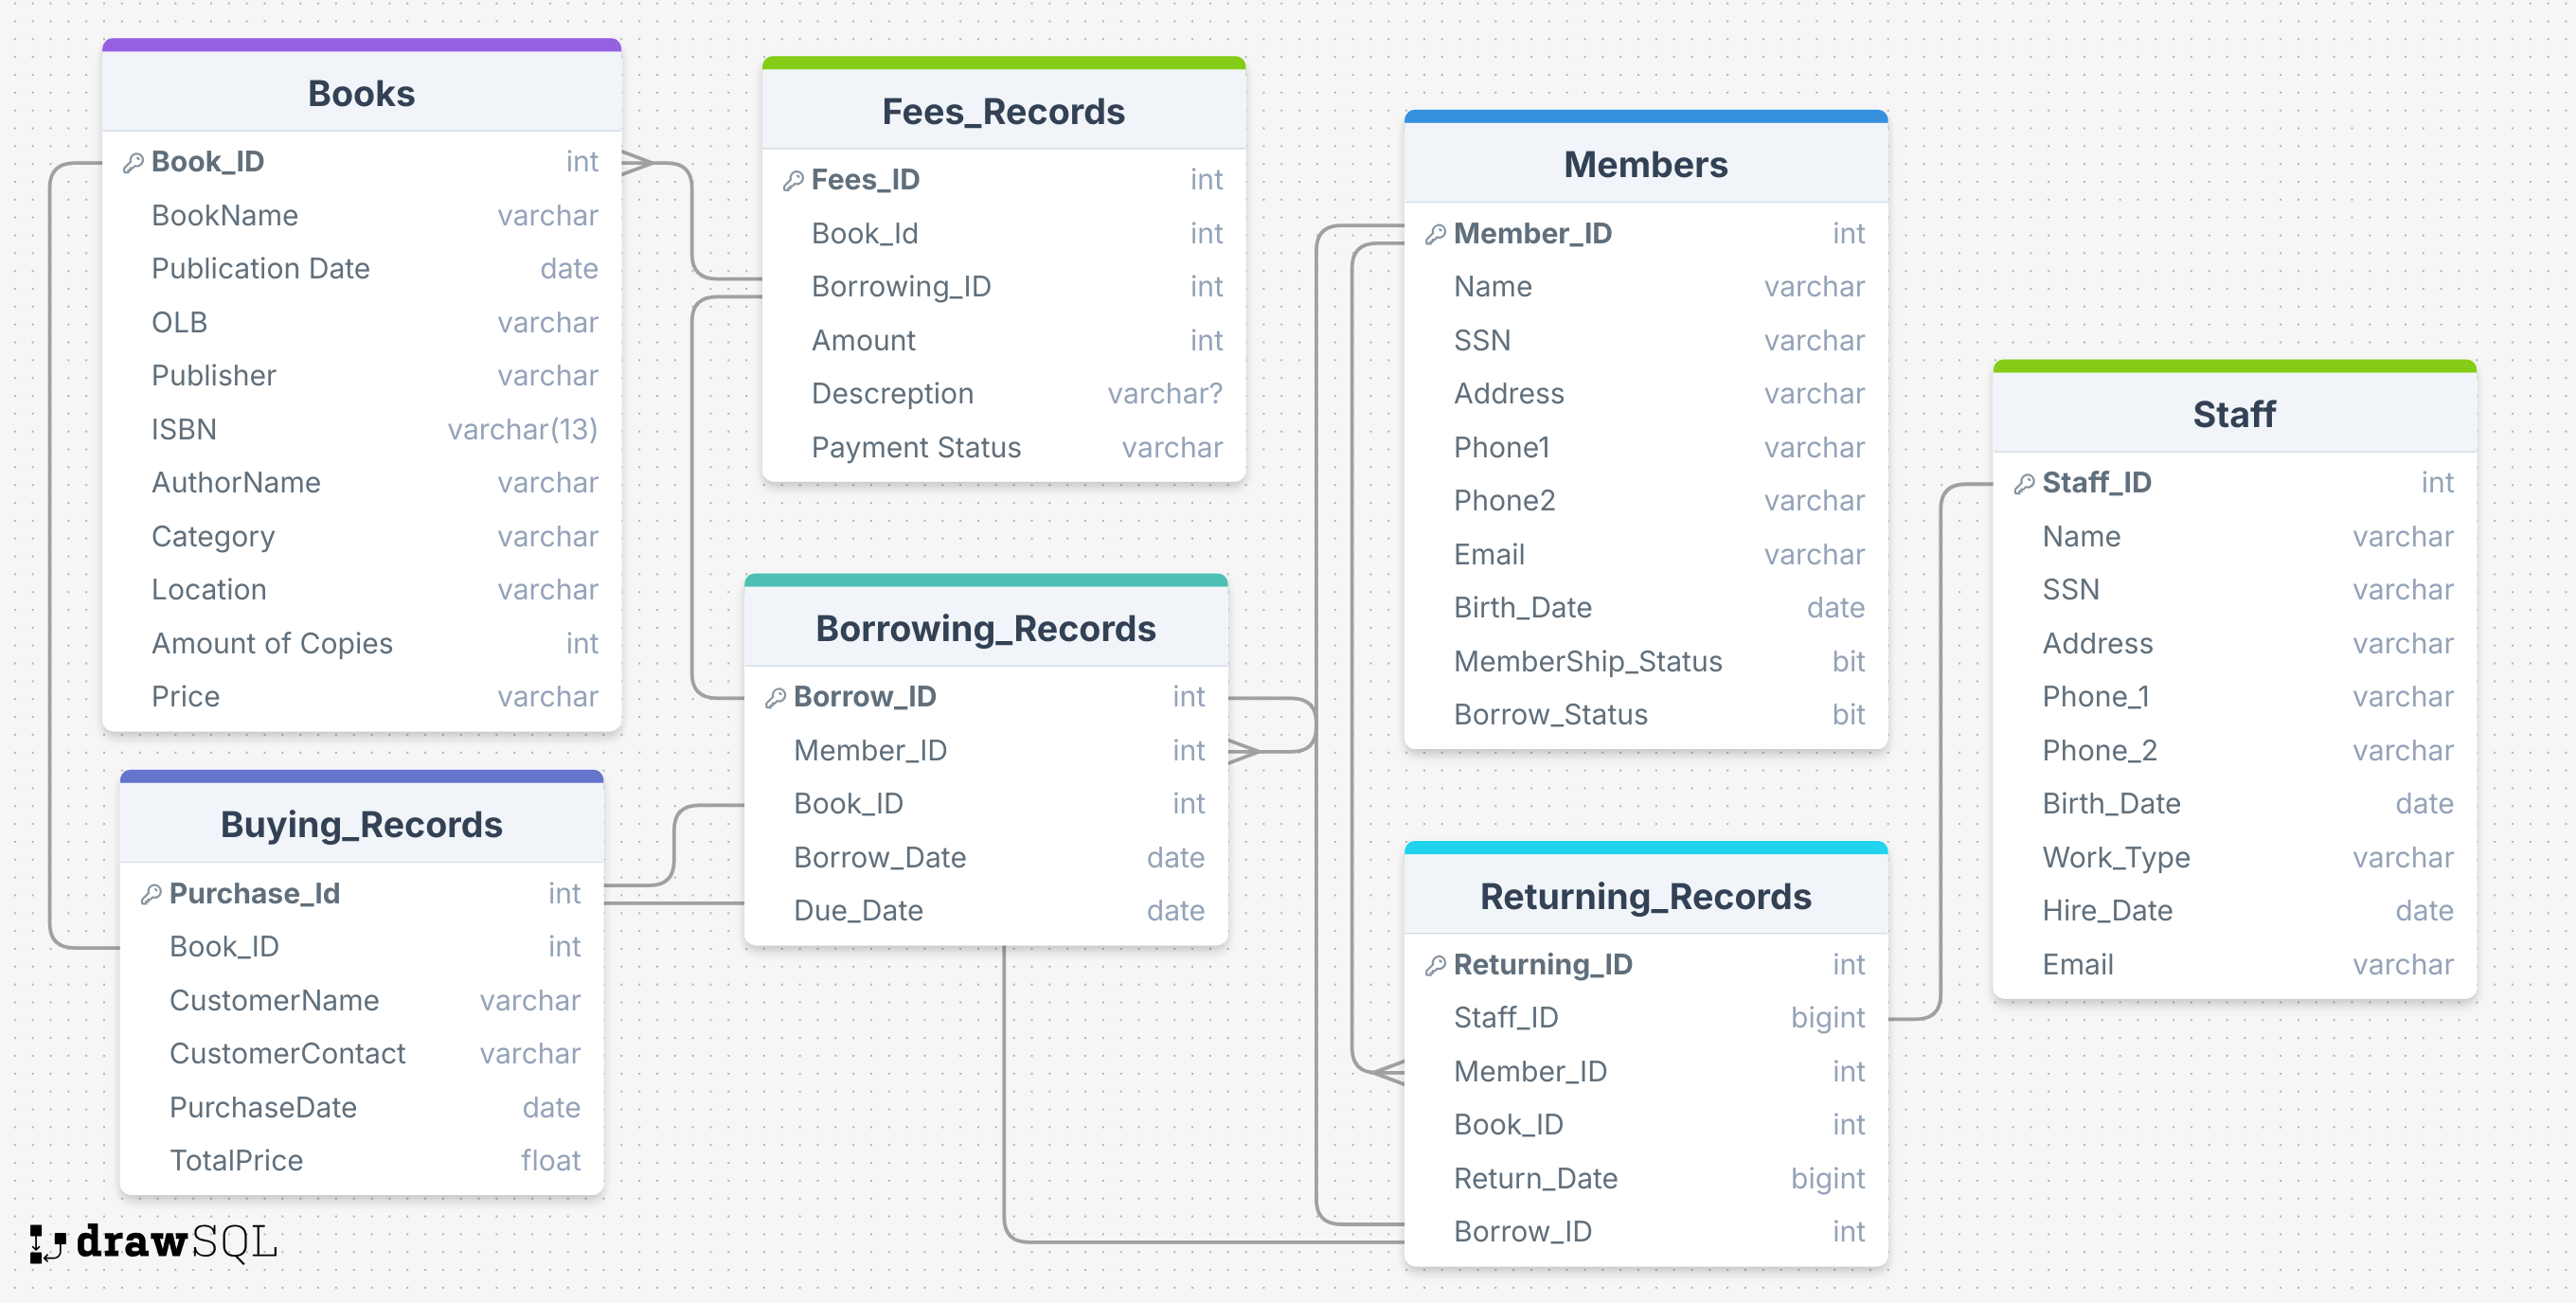 Books
Book_ID int
BookName varchar
Publication Date date
OLB varchar
Publisher varchar
ISBN varchar(13)
AuthorName varchar
Category varchar
Location varchar
Amount of Copies int
Price varchar
Fees_Records
Fees_ID int
Book_Id int
Borrowing_ID int
Amount int
Descreption varchar?
Payment Status varchar
Members
Member_ID int
Name varchar
SSN varchar
Address varchar
Phone1 varchar
Phone2 varchar
Email varchar
Birth_Date date
MemberShip_Status bit
Borrow_Status bit
Staff
Staff_ID int
Name varchar
SSN varchar
Address varchar
Phone_1 varchar
Phone_2 varchar
Birth_Date date
Work_Type varchar
Hire_Date date
Email varchar
Borrowing_Records
Borrow_ID int
Member_ID int
Book_ID int
Borrow_Date date
Due_Date date
Buying_Records
Purchase_Id int
Book_ID int
CustomerName varchar
CustomerContact varchar
PurchaseDate date
TotalPrice float
Returning_Records
Returning_ID int
Staff_ID bigint
Member_ID int
Book_ID int
Return_Date bigint
Borrow_ID int
drawSQL